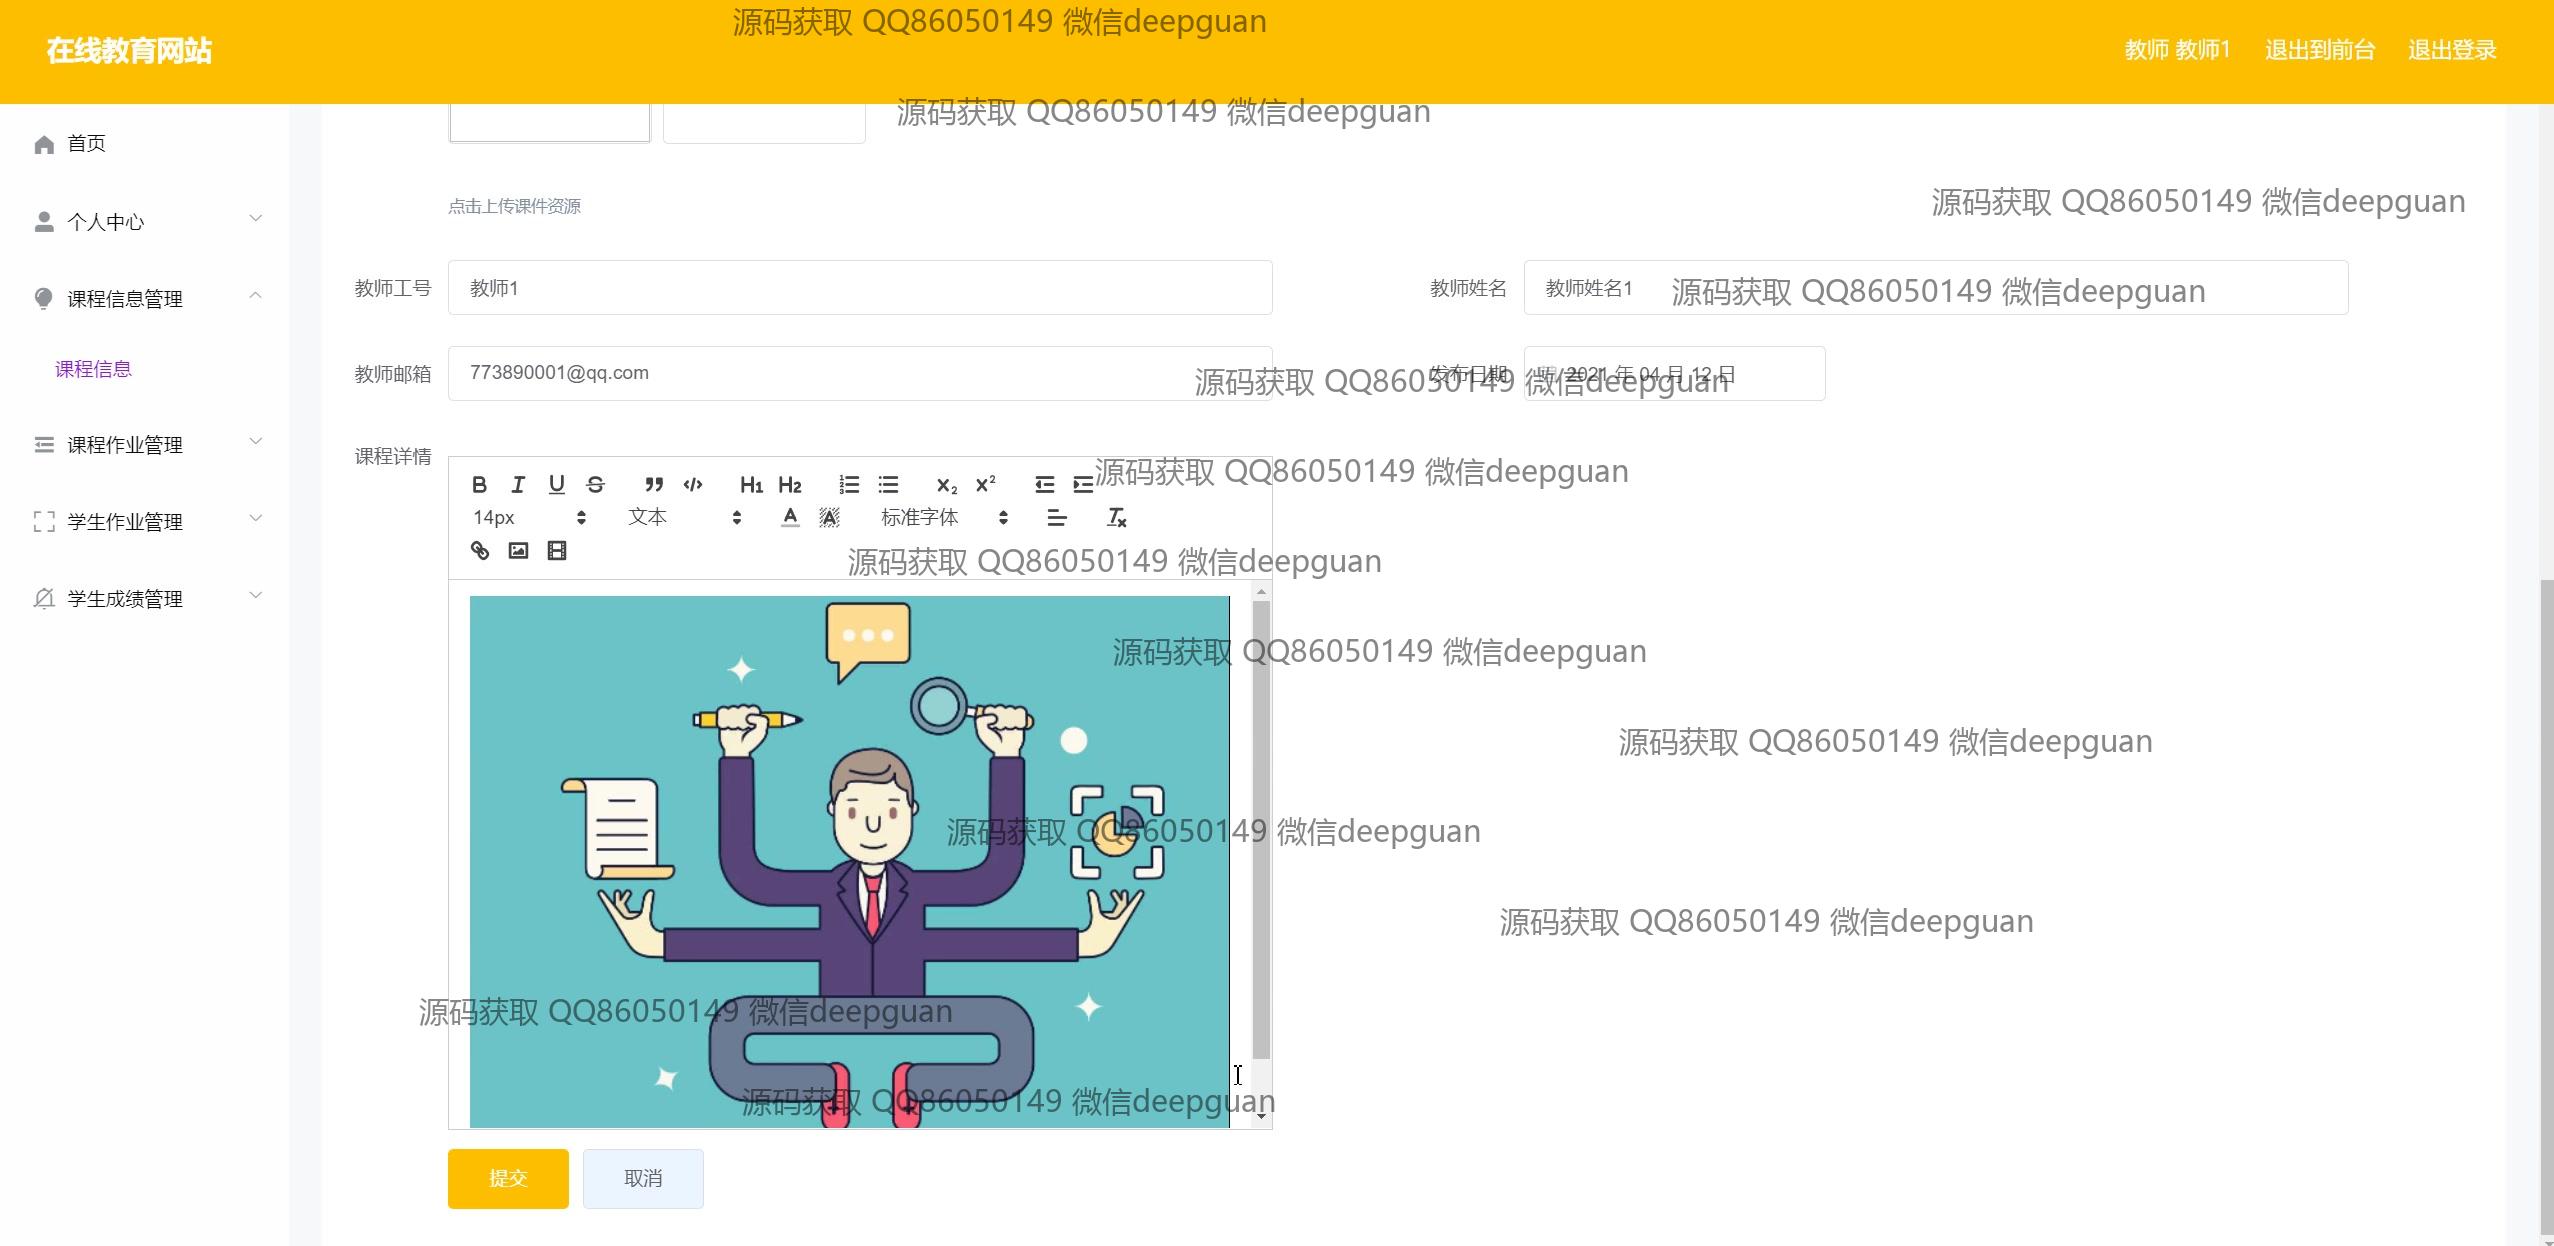 源码获取 QQ86050149 微信deepguan
在线教育网站
教师 教师1 退出到前台 退出登录
源码获取 QQ86050149 微信deepguan
首页
源码获取 QQ86050149 微信deepguan
点击上传课件资源
个人中心
教师工号 教师1
教师姓名 教师姓名1
源码获取 QQ86050149 微信deepguan
课程信息管理
课程信息
教师邮箱 773890001@qq.com
发布日期 2021 年 04 月 12 日
源码获取 QQ86050149 微信deepguan
课程作业管理
课程详情
B I U S ” </> H1 H2 X2 X2
源码获取 QQ86050149 微信deepguan
14px 文本 A A 标准字体 Tx
学生作业管理
源码获取 QQ86050149 微信deepguan
学生成绩管理
源码获取 QQ86050149 微信deepguan
源码获取 QQ86050149 微信deepguan
源码获取 QQ86050149 微信deepguan
源码获取 QQ86050149 微信deepguan
源码获取 QQ86050149 微信deepguan
源码获取 QQ86050149 微信deepguan
提交 取消